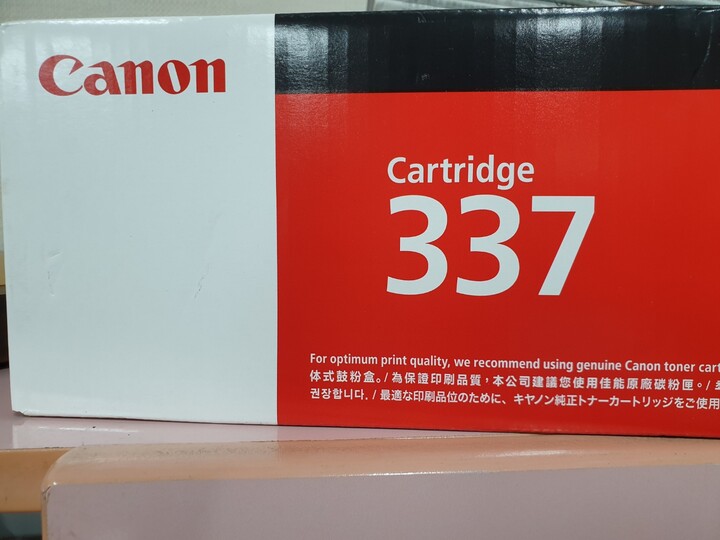 Canon
Cartridge
337
For optimum print quality, we recommend using genuine Canon toner
体式鼓粉盒。/ 為保證印刷品質，本公司建議您使用佳能原廠碳粉匣。/
권장합니다. / 最適な印刷品位のために、キヤノン純正トナーカートリッジをご使用